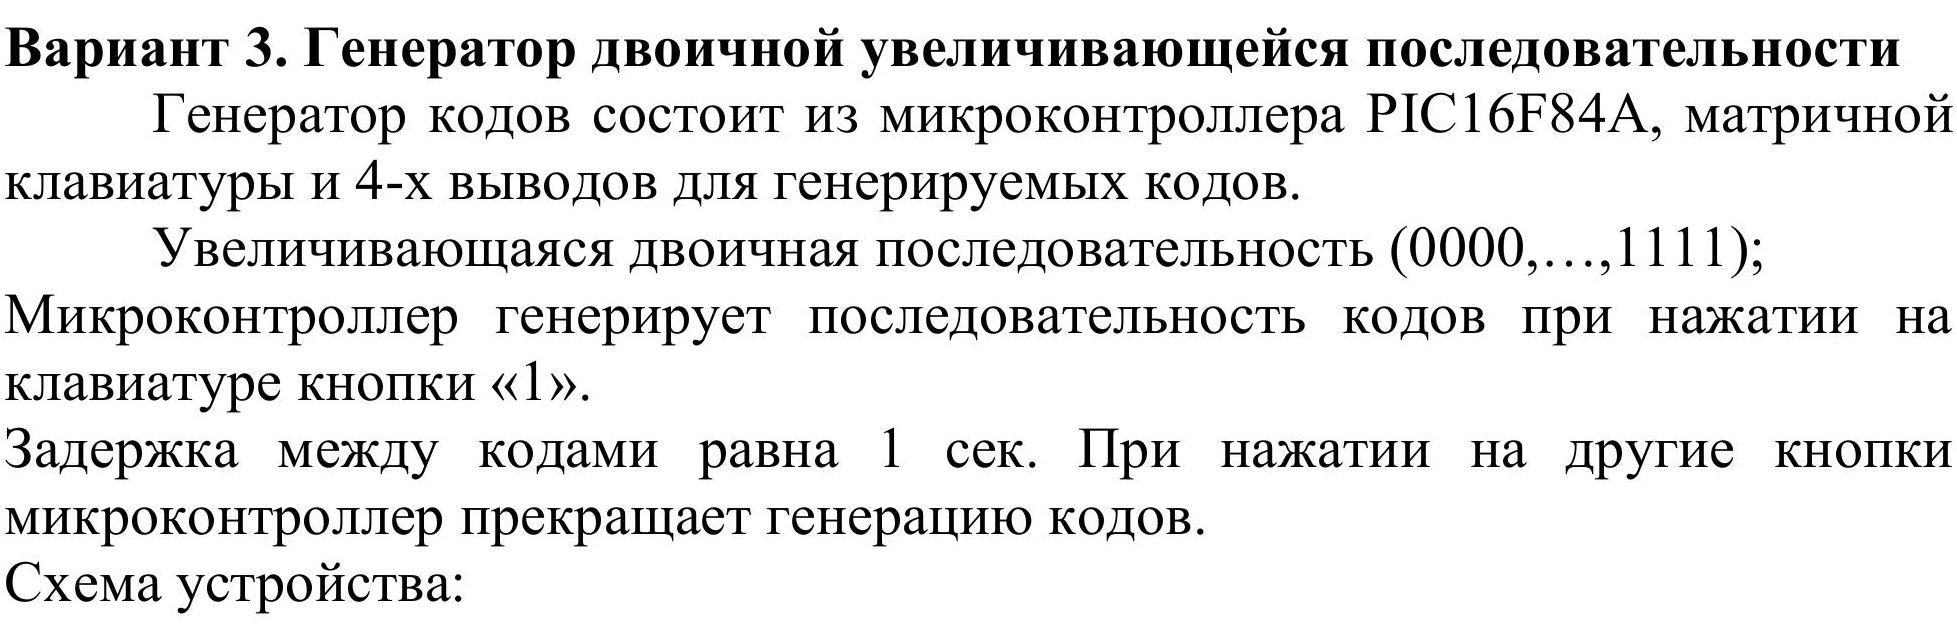 Вариант 3. Генератор двоичной увеличивающейся последовательности
Генератор кодов состоит из микроконтроллера PIC16F84A, матричной
клавиатуры и 4-х выводов для генерируемых кодов.
Увеличивающаяся двоичная последовательность (0000,…,1111);
Микроконтроллер генерирует последовательность кодов при нажатии на
клавиатуре кнопки «1».
Задержка между кодами равна 1 сек. При нажатии на другие кнопки
микроконтроллер прекращает генерацию кодов.
Схема устройства: